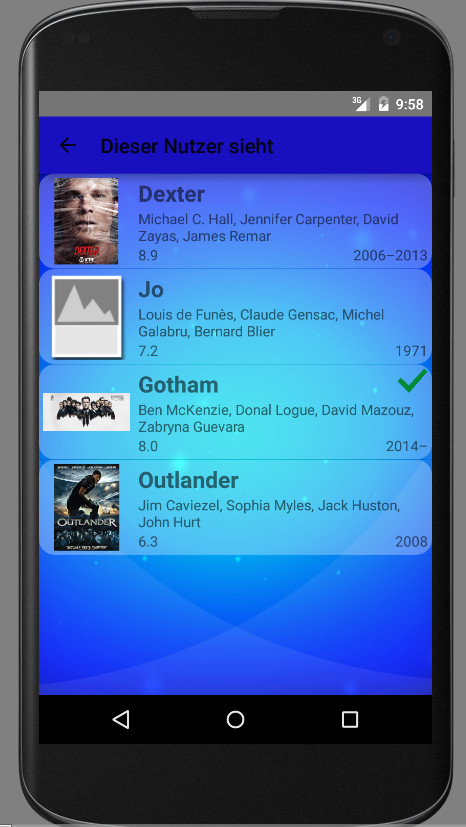 3G 9:58
Dieser Nutzer sieht
Dexter
Michael C. Hall, Jennifer Carpenter, David
Zayas, James Remar
8.9 2006–2013
DEXTER
Jo
Louis de Funès, Claude Gensac, Michel
Galabru, Bernard Blier
7.2 1971
Gotham
Ben McKenzie, Donal Logue, David Mazouz,
Zabryna Guevara
8.0 2014–
Outlander
Jim Caviezel, Sophia Myles, Jack Huston,
John Hurt
6.3 2008
OUTLANDER